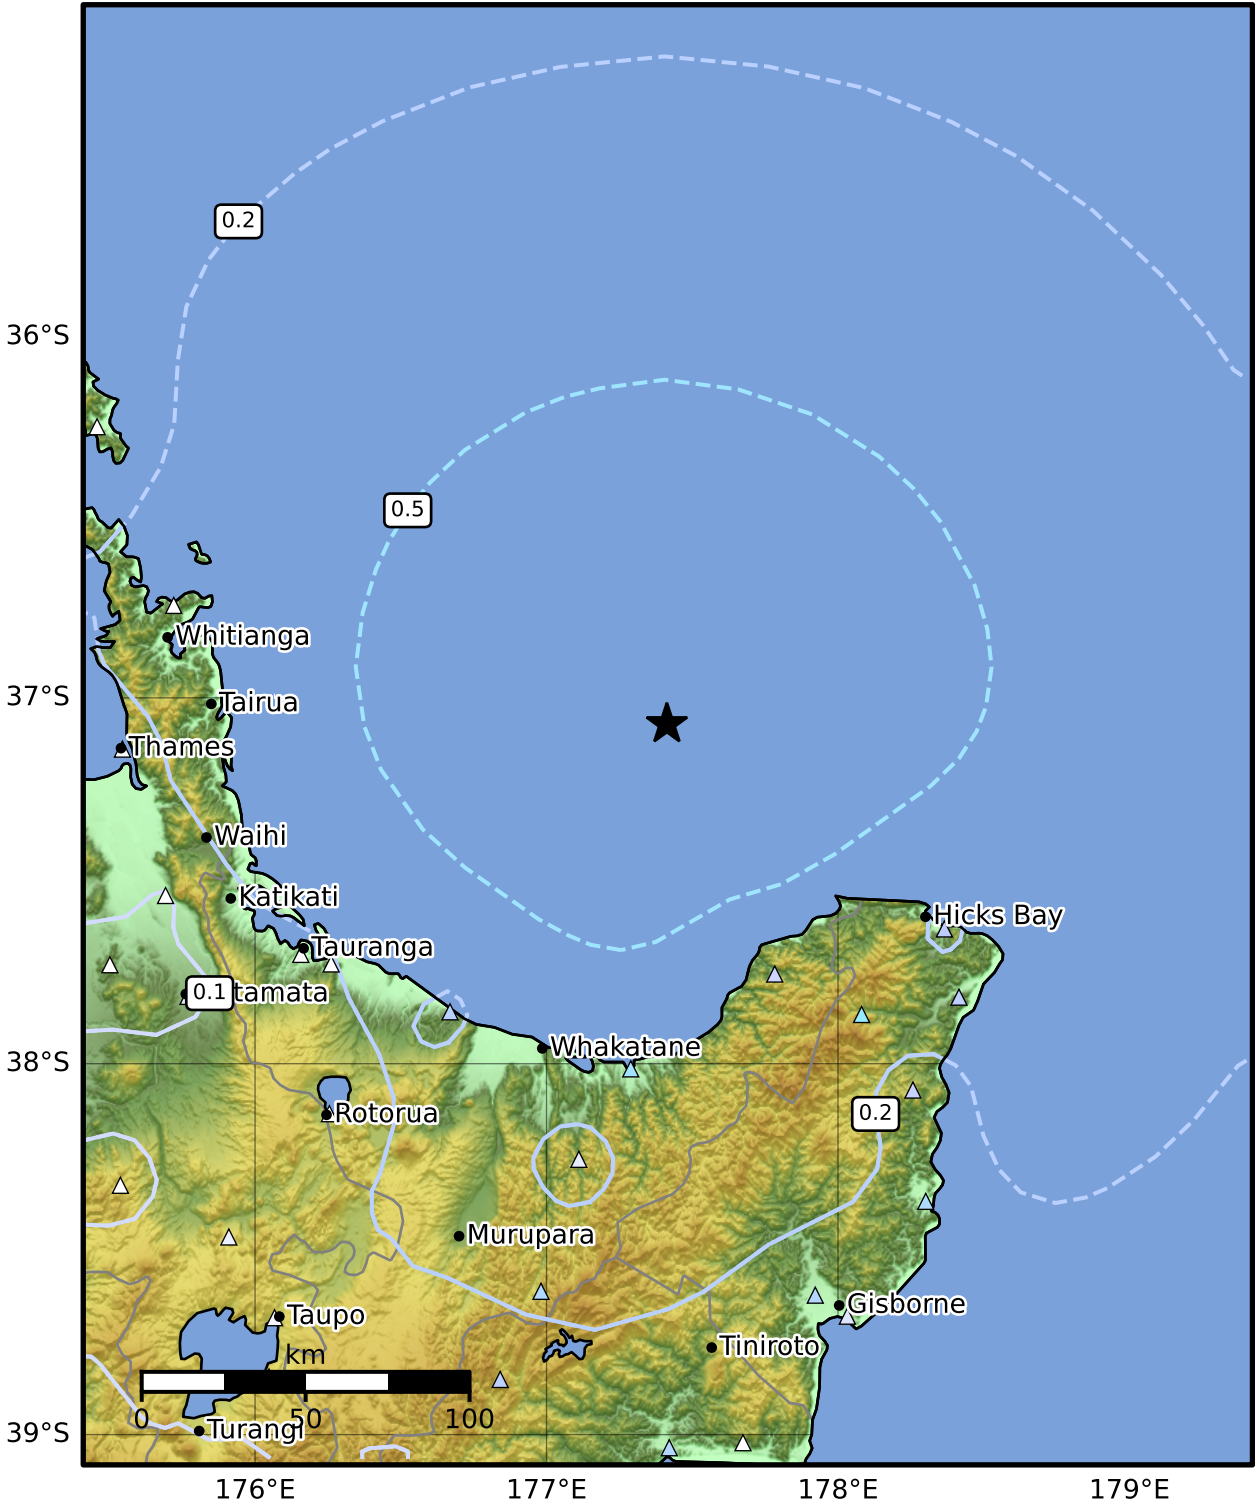 0.2
36°S
0.5
Whitianga
37°S
Tairua
Thames
Waihi
Katikati
Hicks Bay
Tauranga
0.1
tamata
Whakatane
38°S
Rotorua
0.2
Murupara
Gisborne
Taupo
Tiniroto
km
0 50 100
Turangi
39°S
176°E 177°E 178°E 179°E